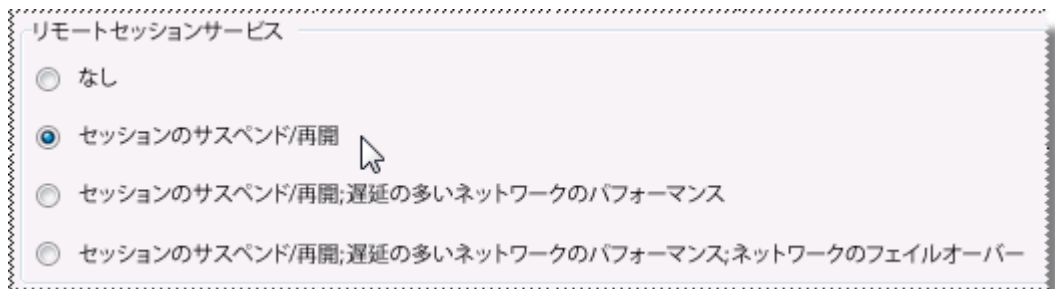 リモートセッションサービス
なし
セッションのサスペンド/再開
セッションのサスペンド/再開;遅延の多いネットワークのパフォーマンス
セッションのサスペンド/再開;遅延の多いネットワークのパフォーマンス;ネットワークのフェイルオーバー